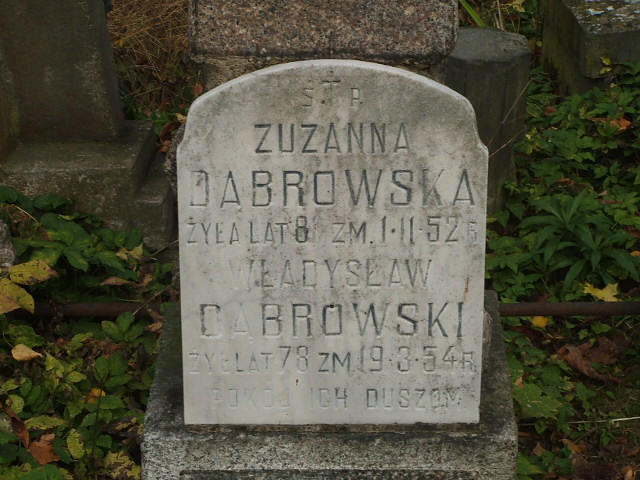 S†P
ZUZANNA
DĄBROWSKA
ŻYŁA LAT 81 ZM. 1·11·52 R
WŁADYSŁAW
DĄBROWSKI
ŻYŁ LAT 78 ZM. 19·3·54 R.
POKÓJ ICH DUSZOM